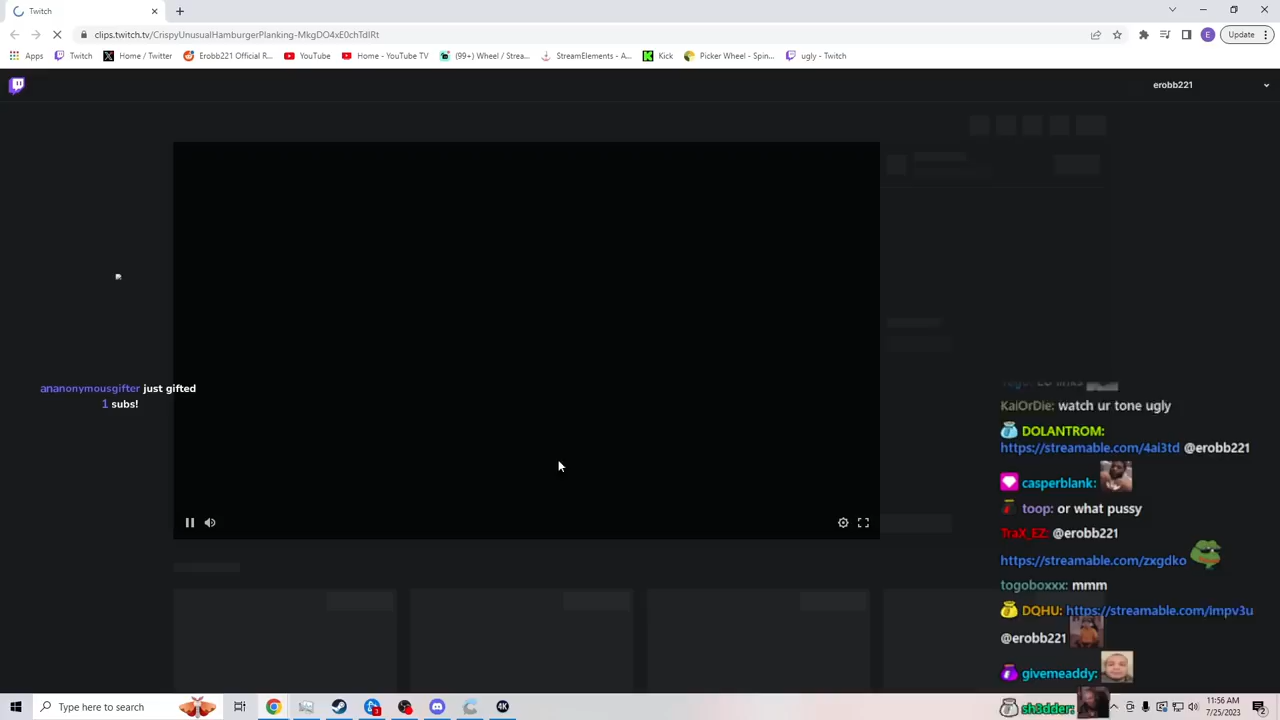 Twitch
clips.twitch.tv/CrispyUnusualHamburgerPlanking-MkgDO4xE0chTdIRt
Update
Apps
Twitch
Home / Twitter
Erobb221 Official R...
YouTube
Home - YouTube TV
(99+) Wheel / Strea...
StreamElements - A...
Kick
Picker Wheel - Spin...
ugly - Twitch
E
erobb221
ananonymousgifter just gifted
1 subs!
KaiOrDie: watch ur tone ugly
DOLANTROM:
https://streamable.com/4ai3td @erobb221
casperblank:
toop: or what pussy
TraX_EZ: @erobb221
https://streamable.com/zxgdko
togoboxxx: mmm
DQHU: https://streamable.com/impv3u
@erobb221
givemeaddy:
sh3dder:
Type here to search
4K
11:56 AM
7/25/2023
2